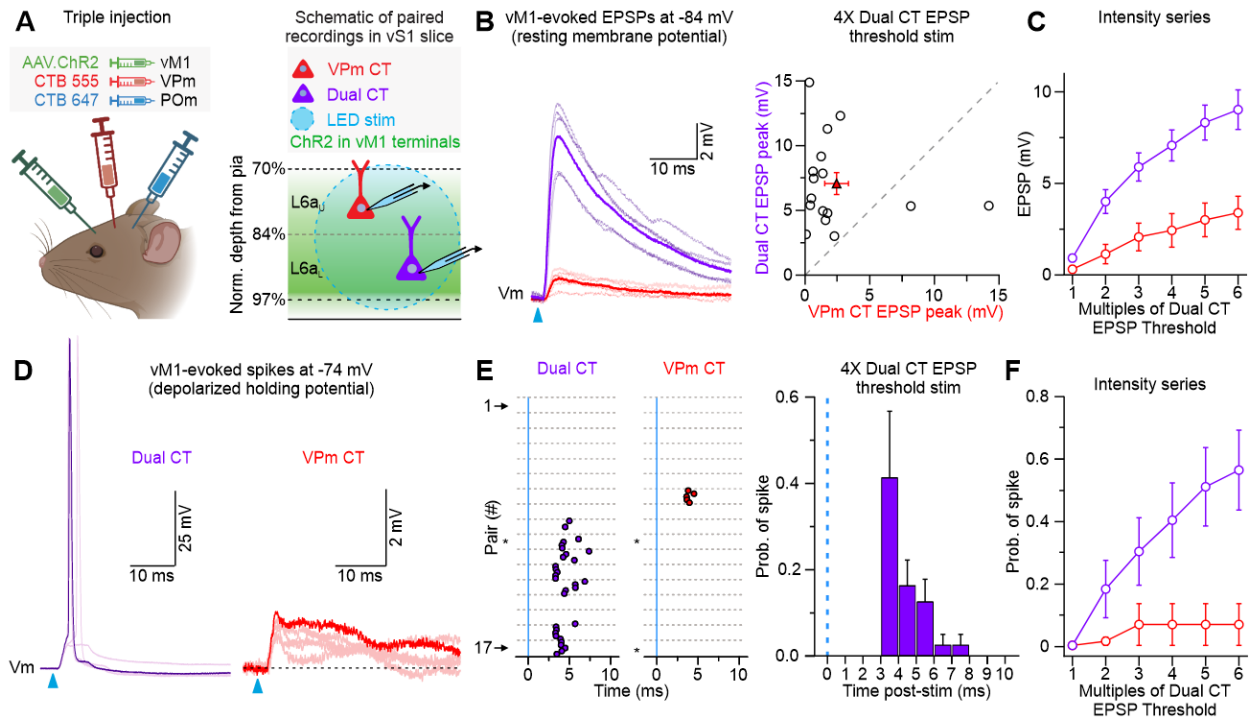 A
Triple injection
AAV.ChR2 vM1
CTB 555 VPm
CTB 647 POm
Schematic of paired
recordings in vS1 slice
VPm CT
Dual CT
LED stim
ChR2 in vM1 terminals
Norm. depth from pia
70%
L6aU
84%
L6aL
97%
B
vM1-evoked EPSPs at -84 mV
(resting membrane potential)
2 mV
10 ms
Vm
4X Dual CT EPSP
threshold stim
Dual CT EPSP peak (mV)
15
10
5
0
0 5 10 15
VPm CT EPSP peak (mV)
C
Intensity series
EPSP (mV)
10
5
0
1 2 3 4 5 6
Multiples of Dual CT
EPSP Threshold
D
vM1-evoked spikes at -74 mV
(depolarized holding potential)
Dual CT
VPm CT
25 mV
10 ms
2 mV
10 ms
Vm
E
Dual CT
VPm CT
1
Pair (#)
*
*
17
*
0 5 10
0 5 10
Time (ms)
4X Dual CT EPSP
threshold stim
Prob. of spike
0.6
0.4
0.2
0.0
0 1 2 3 4 5 6 7 8 9 10
Time post-stim (ms)
F
Intensity series
Prob. of spike
0.8
0.6
0.4
0.2
0
1 2 3 4 5 6
Multiples of Dual CT
EPSP Threshold